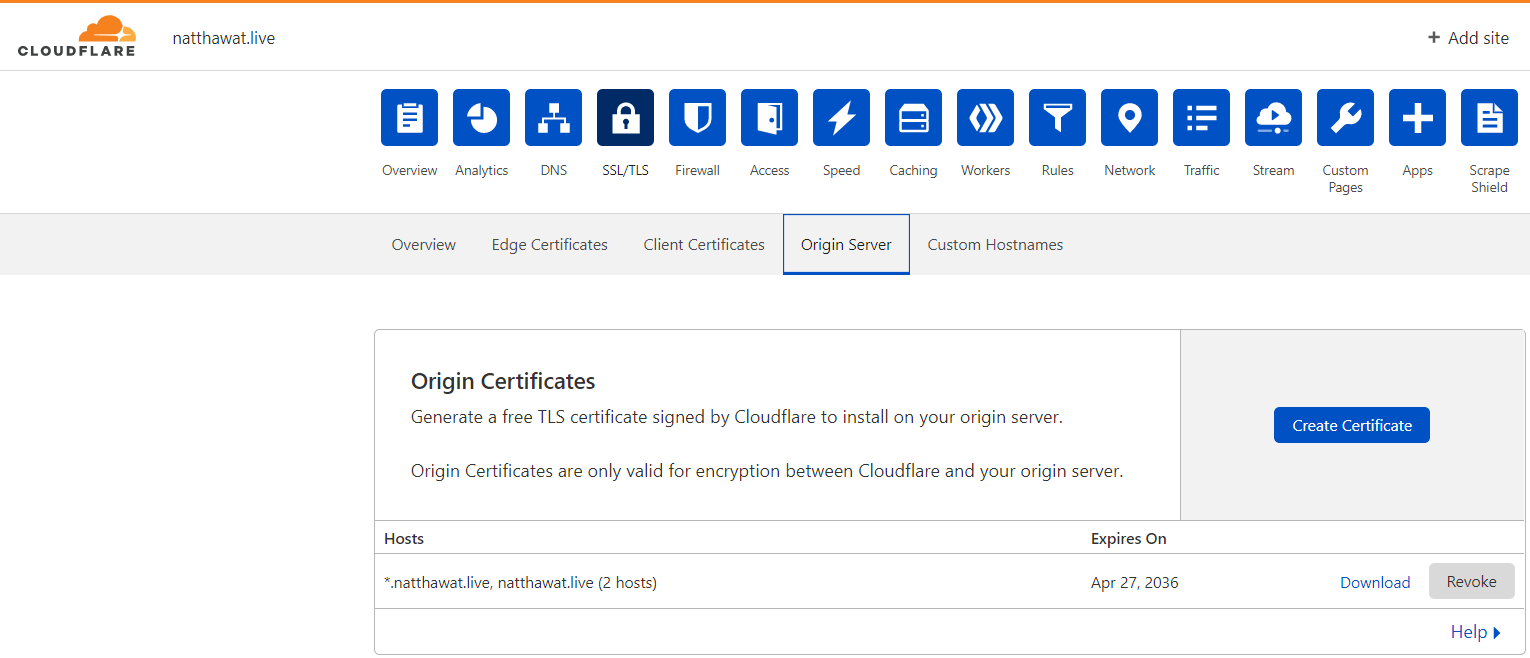 CLOUDFLARE natthawat.live + Add site
Overview Analytics DNS SSL/TLS Firewall Access Speed Caching Workers Rules Network Traffic Stream Custom Pages Apps Scrape Shield
Overview Edge Certificates Client Certificates Origin Server Custom Hostnames
Origin Certificates
Generate a free TLS certificate signed by Cloudflare to install on your origin server.
Create Certificate
Origin Certificates are only valid for encryption between Cloudflare and your origin server.
Hosts Expires On
*.natthawat.live, natthawat.live (2 hosts) Apr 27, 2036 Download Revoke
Help